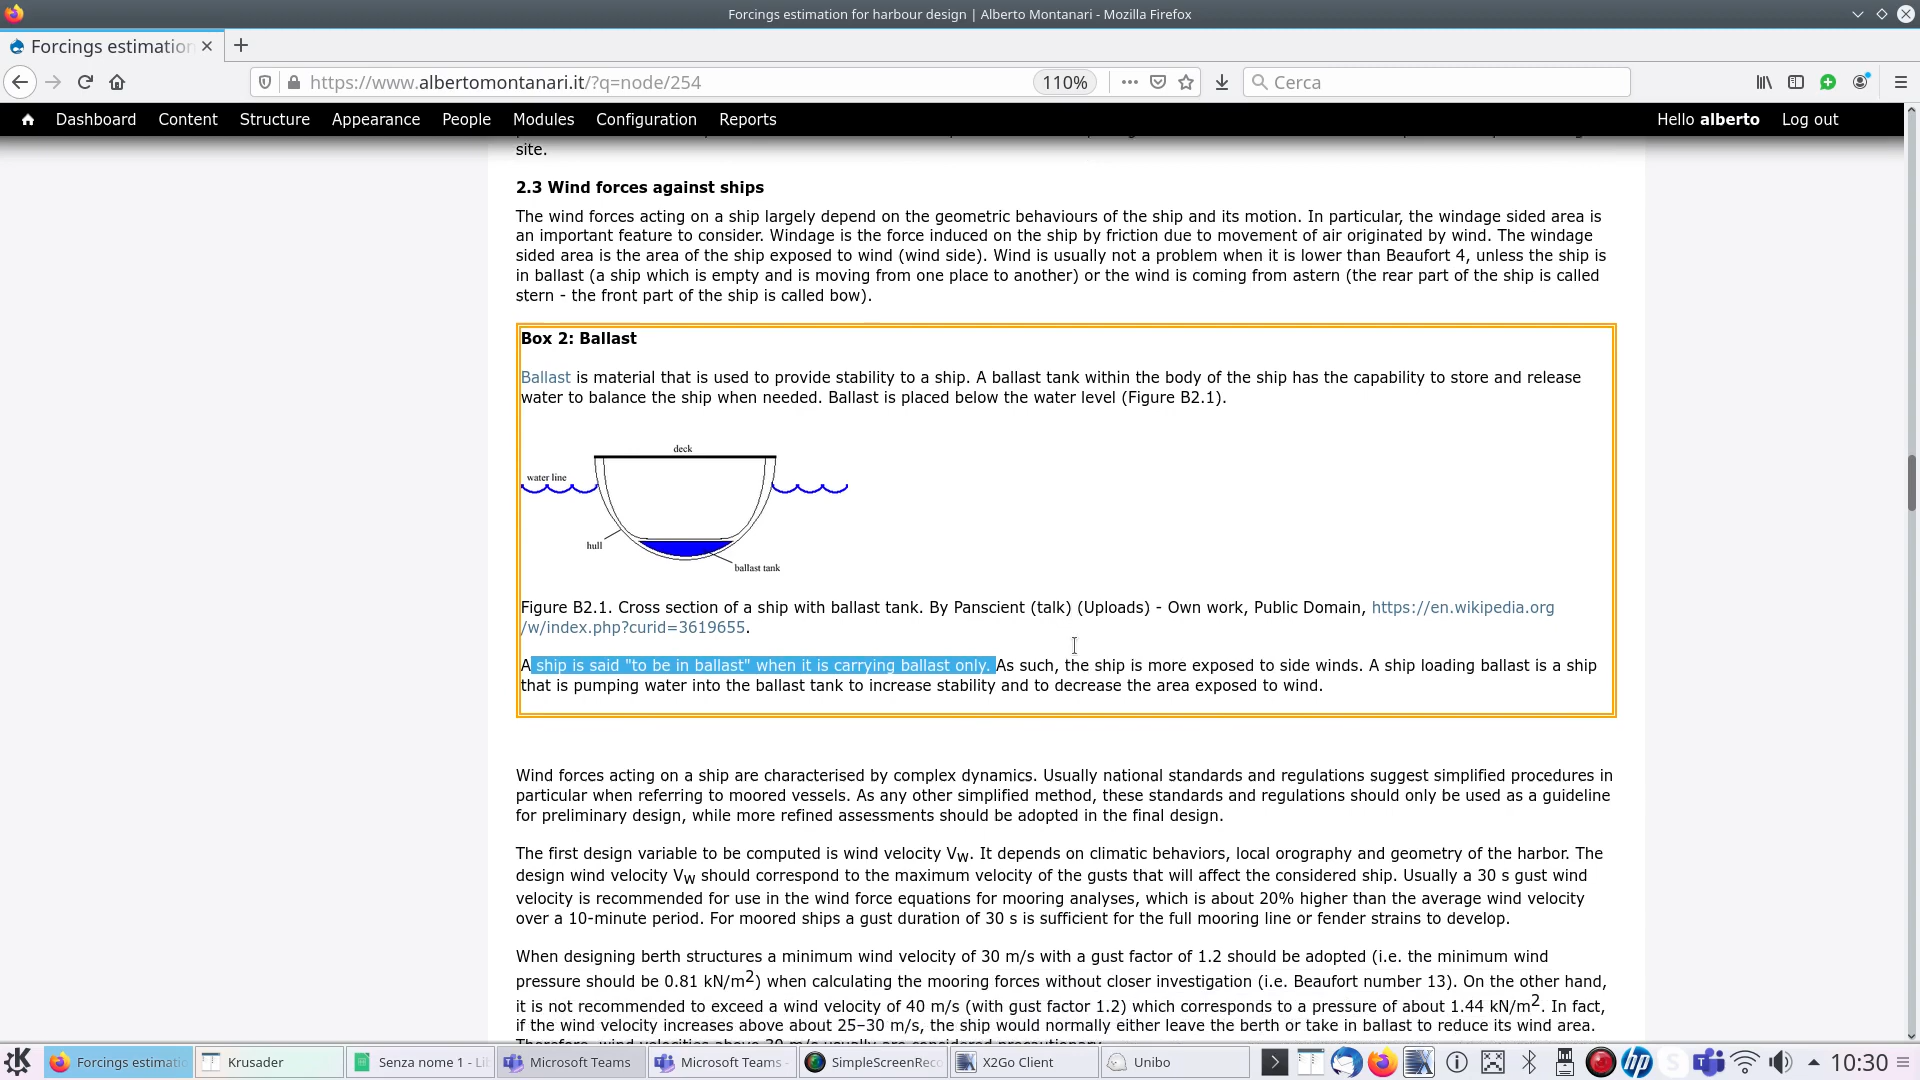 Forcings estimation for harbour design | Alberto Montanari - Mozilla Firefox
Forcings estimation
https://www.albertomontanari.it/?q=node/254
110%
Cerca
Dashboard Content Structure Appearance People Modules Configuration Reports
Hello alberto Log out
site.
2.3 Wind forces against ships
The wind forces acting on a ship largely depend on the geometric behaviours of the ship and its motion. In particular, the windage sided area is
an important feature to consider. Windage is the force induced on the ship by friction due to movement of air originated by wind. The windage
sided area is the area of the ship exposed to wind (wind side). Wind is usually not a problem when it is lower than Beaufort 4, unless the ship is
in ballast (a ship which is empty and is moving from one place to another) or the wind is coming from astern (the rear part of the ship is called
stern - the front part of the ship is called bow).
Box 2: Ballast
Ballast is material that is used to provide stability to a ship. A ballast tank within the body of the ship has the capability to store and release
water to balance the ship when needed. Ballast is placed below the water level (Figure B2.1).
deck
water line
hull
ballast tank
Figure B2.1. Cross section of a ship with ballast tank. By Panscient (talk) (Uploads) - Own work, Public Domain, https://en.wikipedia.org
/w/index.php?curid=3619655.
A ship is said "to be in ballast" when it is carrying ballast only. As such, the ship is more exposed to side winds. A ship loading ballast is a ship
that is pumping water into the ballast tank to increase stability and to decrease the area exposed to wind.
Wind forces acting on a ship are characterised by complex dynamics. Usually national standards and regulations suggest simplified procedures in
particular when referring to moored vessels. As any other simplified method, these standards and regulations should only be used as a guideline
for preliminary design, while more refined assessments should be adopted in the final design.
The first design variable to be computed is wind velocity Vw. It depends on climatic behaviors, local orography and geometry of the harbor. The
design wind velocity Vw should correspond to the maximum velocity of the gusts that will affect the considered ship. Usually a 30 s gust wind
velocity is recommended for use in the wind force equations for mooring analyses, which is about 20% higher than the average wind velocity
over a 10-minute period. For moored ships a gust duration of 30 s is sufficient for the full mooring line or fender strains to develop.
When designing berth structures a minimum wind velocity of 30 m/s with a gust factor of 1.2 should be adopted (i.e. the minimum wind
pressure should be 0.81 kN/m2) when calculating the mooring forces without closer investigation (i.e. Beaufort number 13). On the other hand,
it is not recommended to exceed a wind velocity of 40 m/s (with gust factor 1.2) which corresponds to a pressure of about 1.44 kN/m2. In fact,
if the wind velocity increases above about 25–30 m/s, the ship would normally either leave the berth or take in ballast to reduce its wind area.
Forcings estimatio Krusader Senza nome 1 - Li Microsoft Teams Microsoft Teams - SimpleScreenReco X2Go Client Unibo hp 10:30